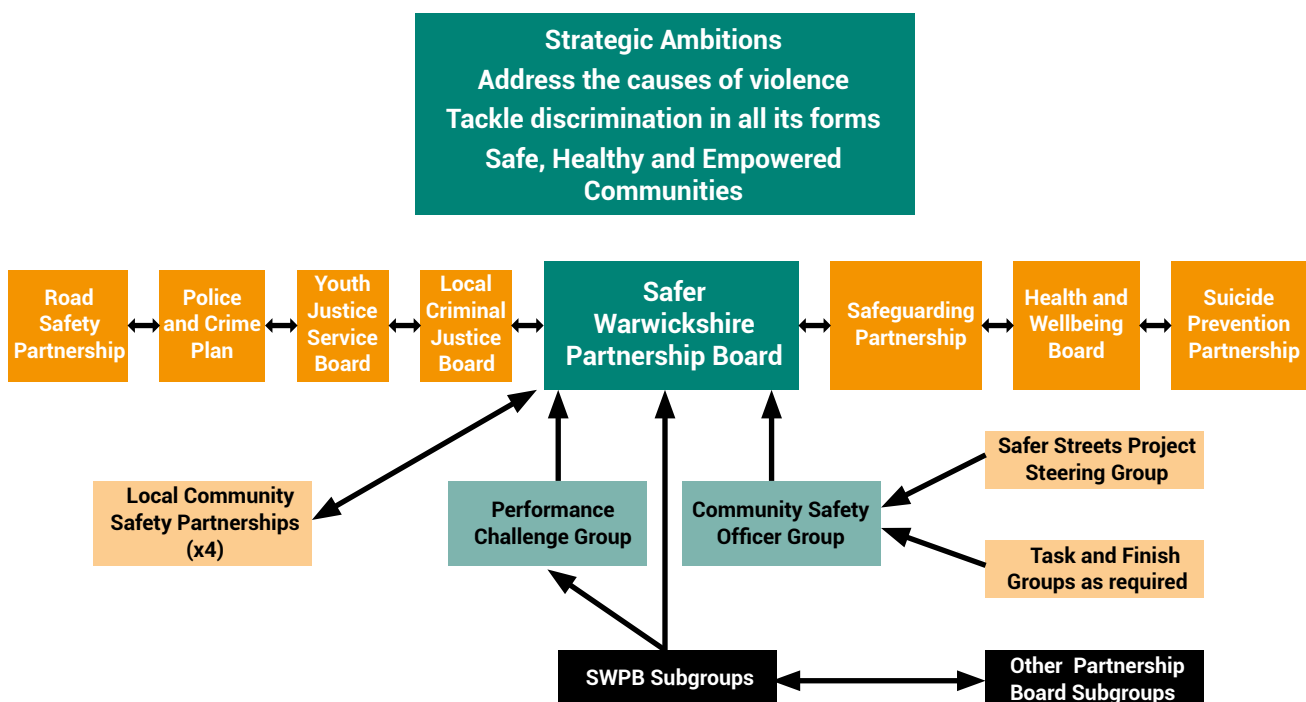 Strategic Ambitions
Address the causes of violence
Tackle discrimination in all its forms
Safe, Healthy and Empowered
Communities
Road
Safety
Partnership
Police
and Crime
Plan
Youth
Justice
Service
Board
Local
Criminal
Justice
Board
Safer
Warwickshire
Partnership Board
Safeguarding
Partnership
Health and
Wellbeing
Board
Suicide
Prevention
Partnership
Local Community
Safety Partnerships
(x4)
Performance
Challenge Group
Community Safety
Officer Group
Safer Streets Project
Steering Group
Task and Finish
Groups as required
SWPB Subgroups
Other Partnership
Board Subgroups